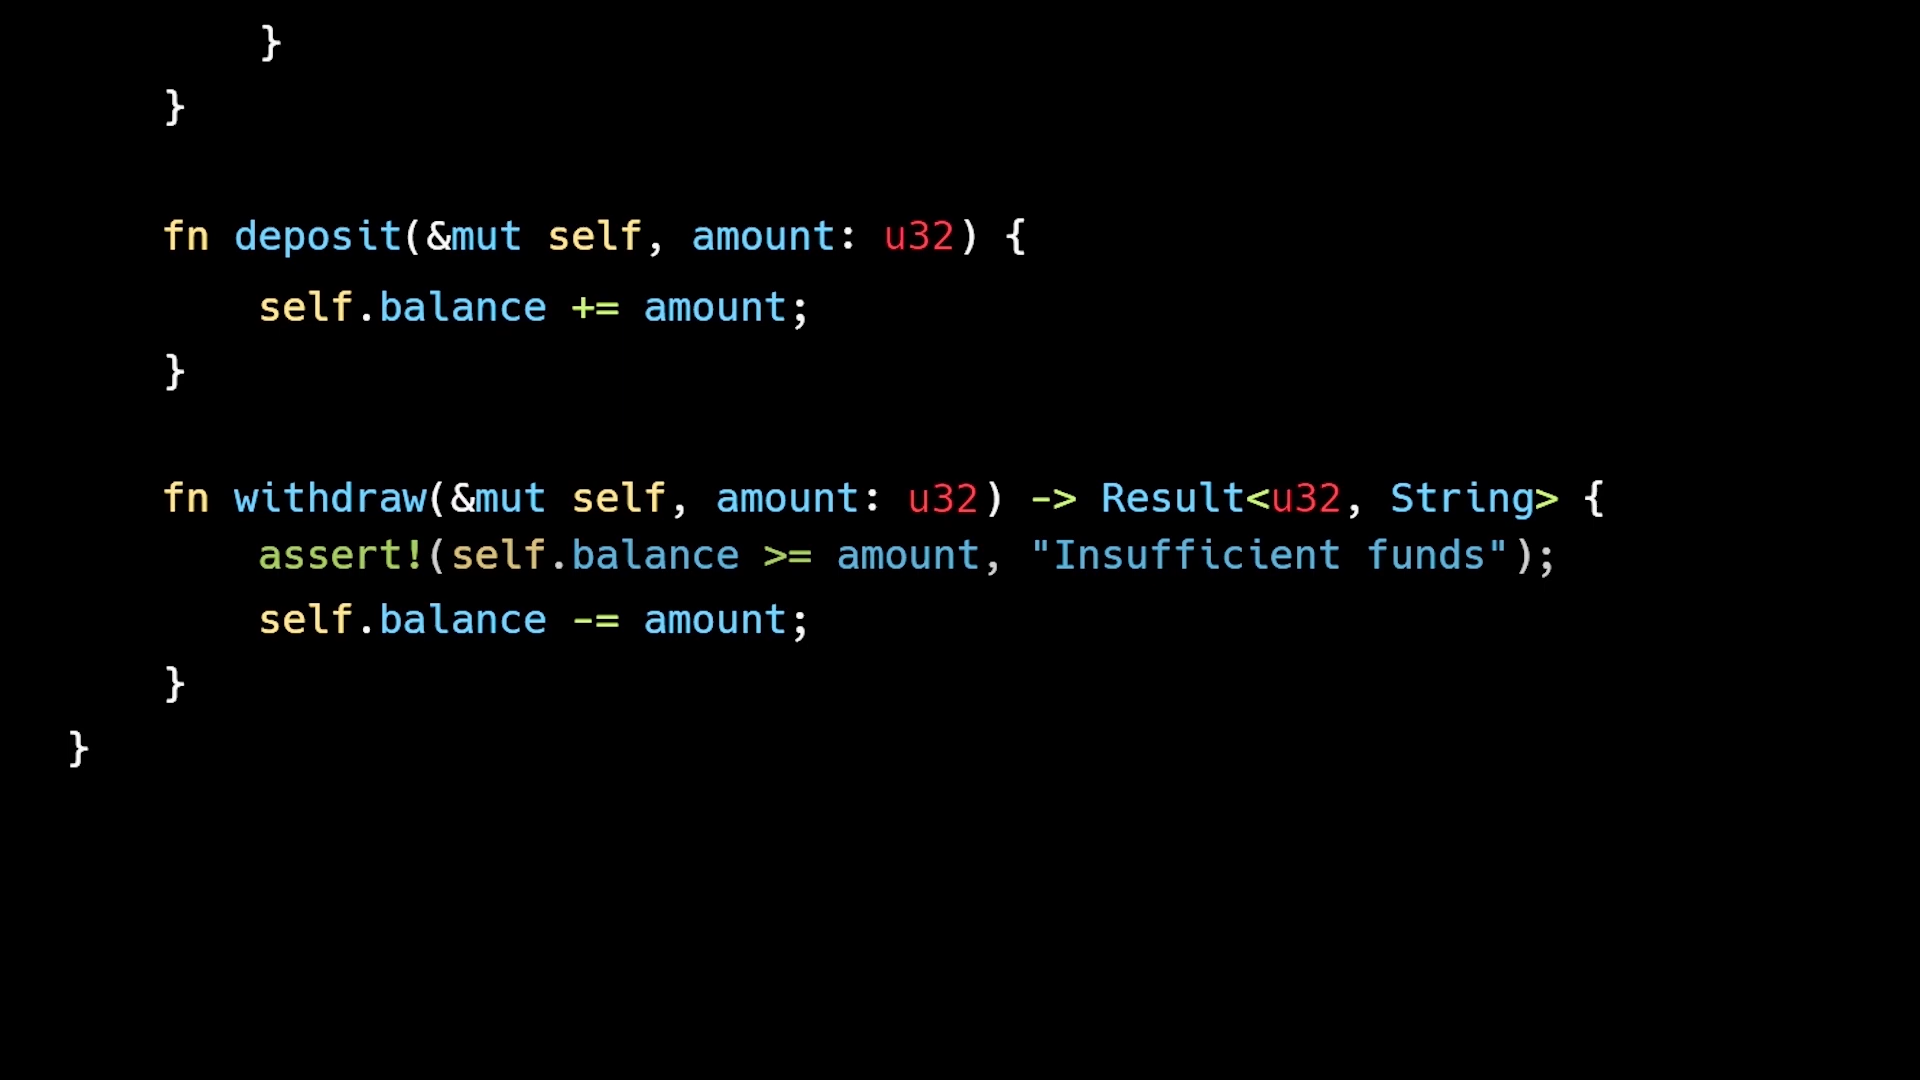 }
    }

    fn deposit(&mut self, amount: u32) {
        self.balance += amount;
    }

    fn withdraw(&mut self, amount: u32) -> Result<u32, String> {
        assert!(self.balance >= amount, "Insufficient funds");
        self.balance -= amount;
    }
}